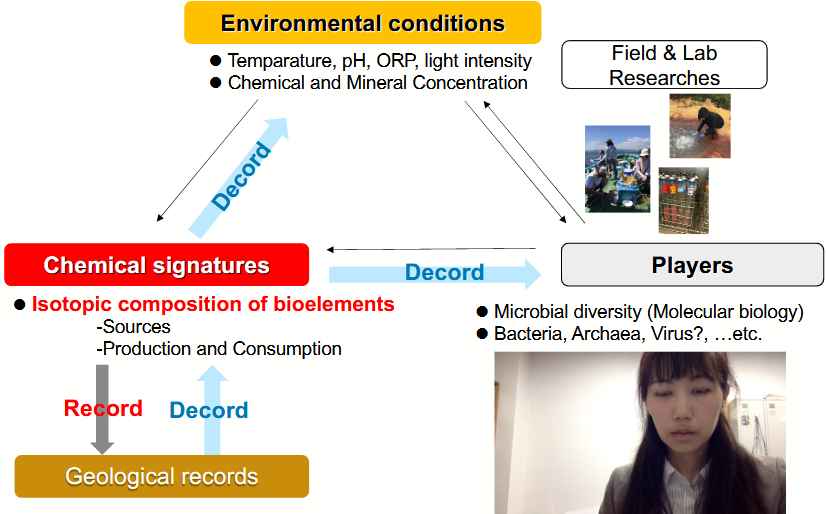 Environmental conditions
● Temparature, pH, ORP, light intensity
● Chemical and Mineral Concentration
Field & Lab
Researches
Decord
Chemical signatures
Decord
Players
● Isotopic composition of bioelements
-Sources
-Production and Consumption
● Microbial diversity (Molecular biology)
● Bacteria, Archaea, Virus?, …etc.
Record
Decord
Geological records